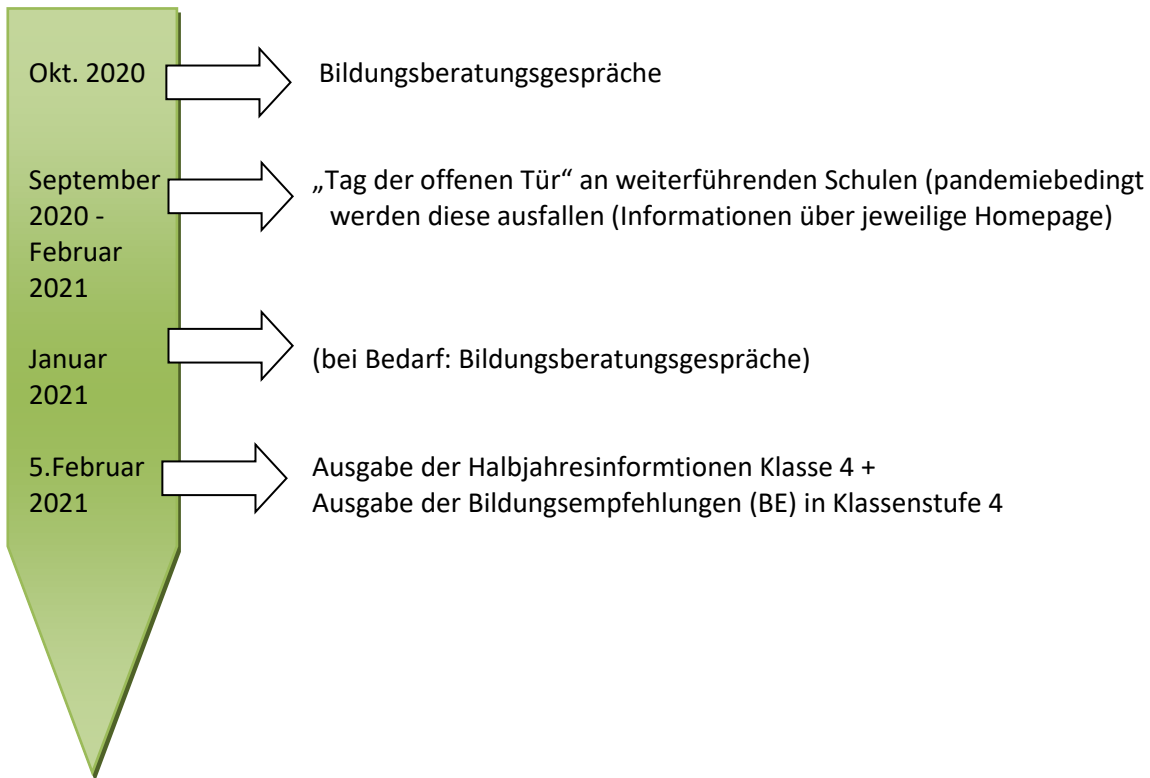 Okt. 2020
Bildungsberatungsgespräche
September
2020 -
Februar
2021
„Tag der offenen Tür“ an weiterführenden Schulen (pandemiebedingt
werden diese ausfallen (Informationen über jeweilige Homepage)
Januar
2021
(bei Bedarf: Bildungsberatungsgespräche)
5.Februar
2021
Ausgabe der Halbjahresinformtionen Klasse 4 +
Ausgabe der Bildungsempfehlungen (BE) in Klassenstufe 4